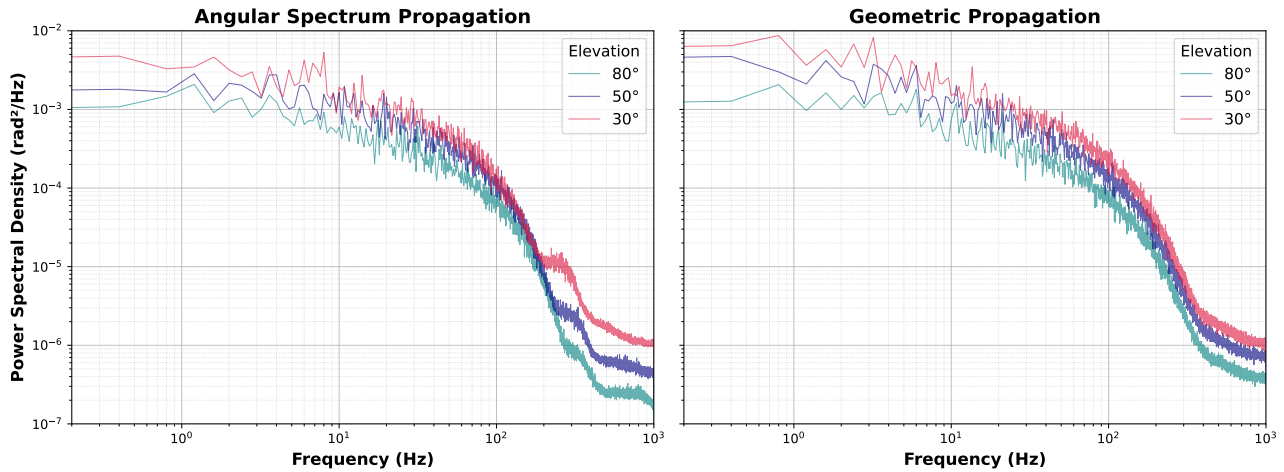 Angular Spectrum Propagation
Geometric Propagation
Power Spectral Density (rad²/Hz)
10⁻²
10⁻³
10⁻⁴
10⁻⁵
10⁻⁶
10⁻⁷
Elevation
80°
50°
30°
Elevation
80°
50°
30°
10⁰ 10¹ 10² 10³
10⁰ 10¹ 10² 10³
Frequency (Hz)
Frequency (Hz)